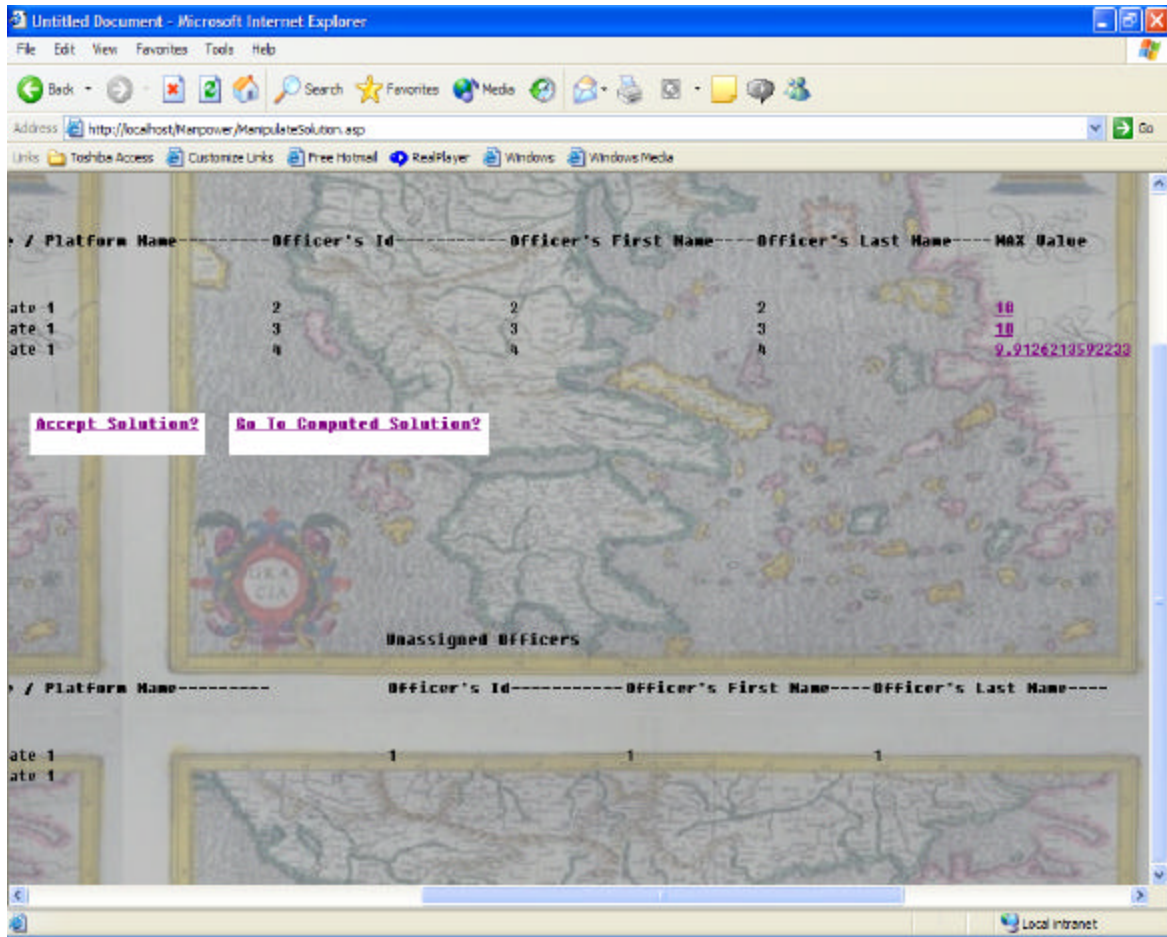 Untitled Document - Microsoft Internet Explorer
File Edit View Favorites Tools Help
Back Search Favorites Media
Address http://localhost/Manpower/ManipulateSolution.asp Go
Links Toshiba Access Customize Links Free Hotmail RealPlayer Windows Windows Media
/ Platform Name---------Officer's Id-----------Officer's First Name----Officer's Last Name----MAX Value
ate 1 2 2 2 10
ate 1 3 3 3 10
ate 1 4 4 4 9.9126213592233
Accept Solution? Go To Computed Solution?
GRÆ
CIA
Unassigned Officers
/ Platform Name--------- Officer's Id-----------Officer's First Name----Officer's Last Name----
ate 1 1 1 1
ate 1
Local intranet